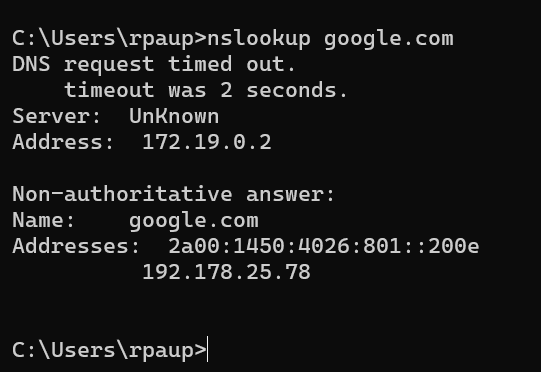 C:\Users\rpaup>nslookup google.com
DNS request timed out.
    timeout was 2 seconds.
Server:  UnKnown
Address:  172.19.0.2

Non-authoritative answer:
Name:    google.com
Addresses:  2a00:1450:4026:801::200e
          192.178.25.78

C:\Users\rpaup>